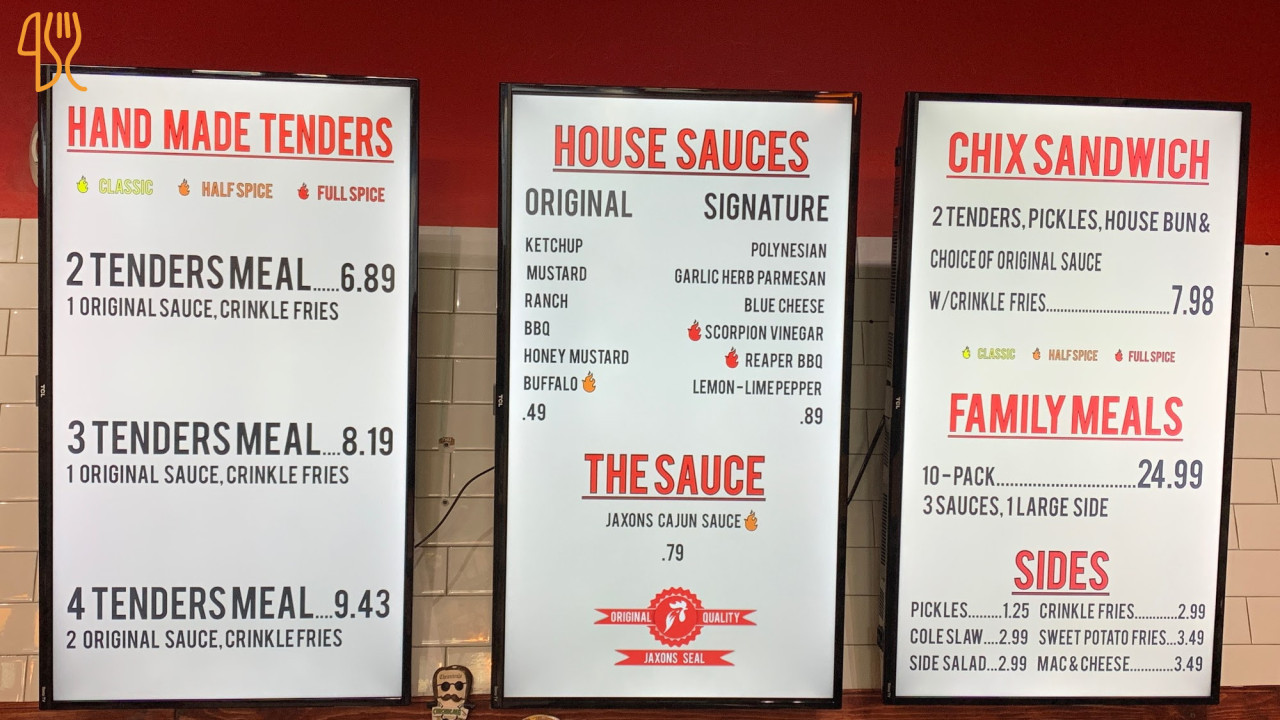 HAND MADE TENDERS
CLASSIC HALF SPICE FULL SPICE
2 TENDERS MEAL......6.89
1 ORIGINAL SAUCE, CRINKLE FRIES
3 TENDERS MEAL....8.19
1 ORIGINAL SAUCE, CRINKLE FRIES
4 TENDERS MEAL....9.43
2 ORIGINAL SAUCE, CRINKLE FRIES
TCL
HOUSE SAUCES
ORIGINAL SIGNATURE
KETCHUP POLYNESIAN
MUSTARD GARLIC HERB PARMESAN
RANCH BLUE CHEESE
BBQ SCORPION VINEGAR
HONEY MUSTARD REAPER BBQ
BUFFALO LEMON-LIME PEPPER
.49 .89
THE SAUCE
JAXONS CAJUN SAUCE
.79
ORIGINAL QUALITY
JAXONS SEAL
TCL
CHIX SANDWICH
2 TENDERS, PICKLES, HOUSE BUN &
CHOICE OF ORIGINAL SAUCE
W/CRINKLE FRIES..............................7.98
CLASSIC HALF SPICE FULL SPICE
FAMILY MEALS
10-PACK..............................24.99
3 SAUCES, 1 LARGE SIDE
SIDES
PICKLES.........1.25 CRINKLE FRIES.........2.99
COLE SLAW....2.99 SWEET POTATO FRIES...3.49
SIDE SALAD...2.99 MAC & CHEESE...........3.49
TCL